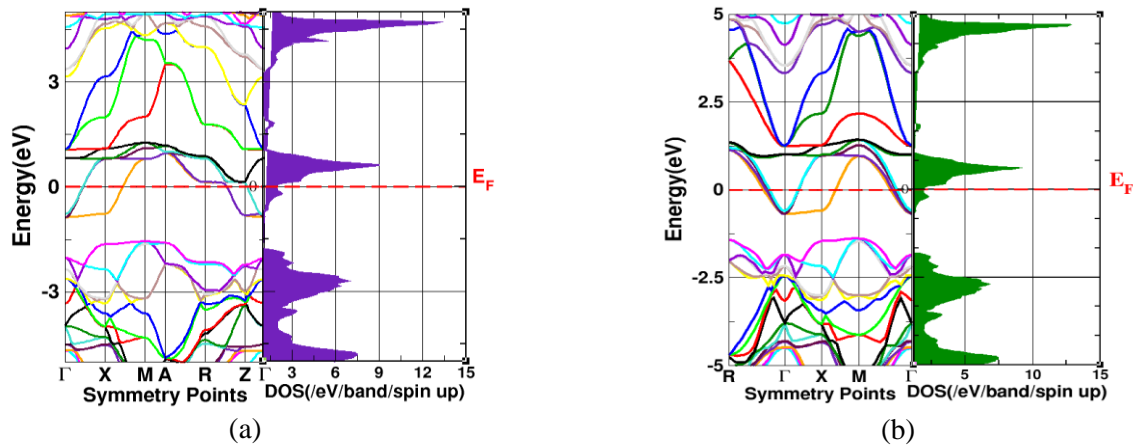 3
0
-3
Energy(eV)
0
E_F
Γ X M A R Z Γ 3 6 9 12 15
Symmetry Points DOS(/eV/band/spin up)
(a)
5
2.5
0
-2.5
-5
Energy(eV)
0
E_F
R Γ X M Γ 5 10 15
Symmetry Points DOS(/eV/band/spin up)
(b)